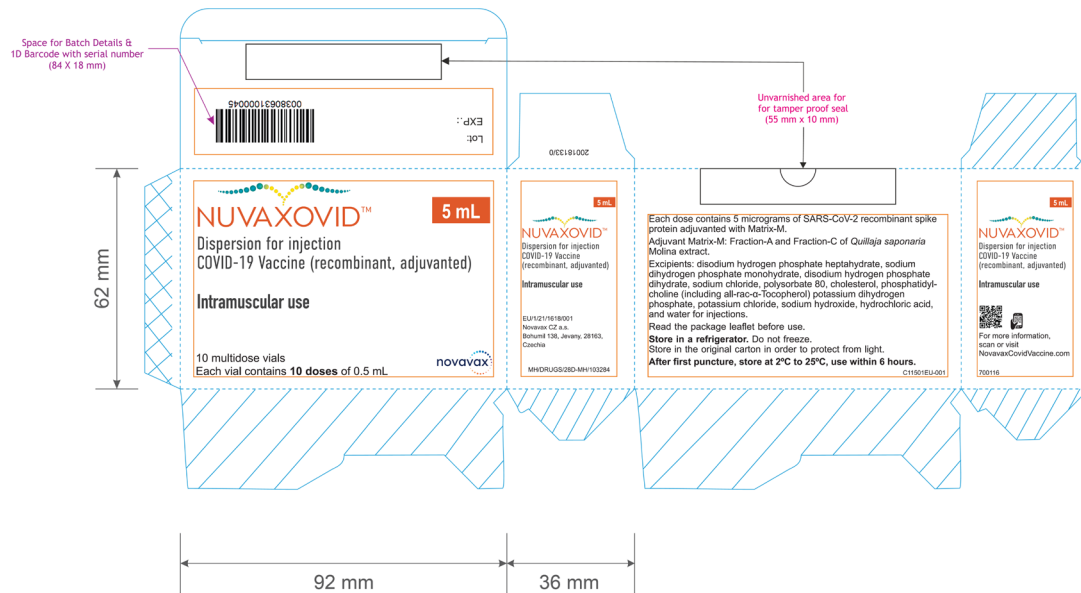 Space for Batch Details &
1D Barcode with serial number
(84 X 18 mm)
Unvarnished area for
for tamper proof seal
(55 mm x 10 mm)
00380631000045
EXP.:
Lot:
20018133/0
NUVAXOVID™
5 mL
Dispersion for injection
COVID-19 Vaccine (recombinant, adjuvanted)
Intramuscular use
10 multidose vials
Each vial contains 10 doses of 0.5 mL
novavax
5 mL
NUVAXOVID™
Dispersion for injection
COVID-19 Vaccine
(recombinant, adjuvanted)
Intramuscular use
EU/1/21/1618/001
Novavax CZ a.s.
Bohumil 138, Jevany, 28163,
Czechia
MH/DRUGS/28D-MH/103284
Each dose contains 5 micrograms of SARS-CoV-2 recombinant spike
protein adjuvanted with Matrix-M.
Adjuvant Matrix-M: Fraction-A and Fraction-C of Quillaja saponaria
Molina extract.
Excipients: disodium hydrogen phosphate heptahydrate, sodium
dihydrogen phosphate monohydrate, disodium hydrogen phosphate
dihydrate, sodium chloride, polysorbate 80, cholesterol, phosphatidyl-
choline (including all-rac-α-Tocopherol) potassium dihydrogen
phosphate, potassium chloride, sodium hydroxide, hydrochloric acid,
and water for injections.
Read the package leaflet before use.
Store in a refrigerator. Do not freeze.
Store in the original carton in order to protect from light.
After first puncture, store at 2ºC to 25ºC, use within 6 hours.
C11501EU-001
5 mL
NUVAXOVID™
Dispersion for injection
COVID-19 Vaccine
(recombinant, adjuvanted)
Intramuscular use
For more information,
scan or visit
NovavaxCovidVaccine.com
700116
62 mm
92 mm
36 mm